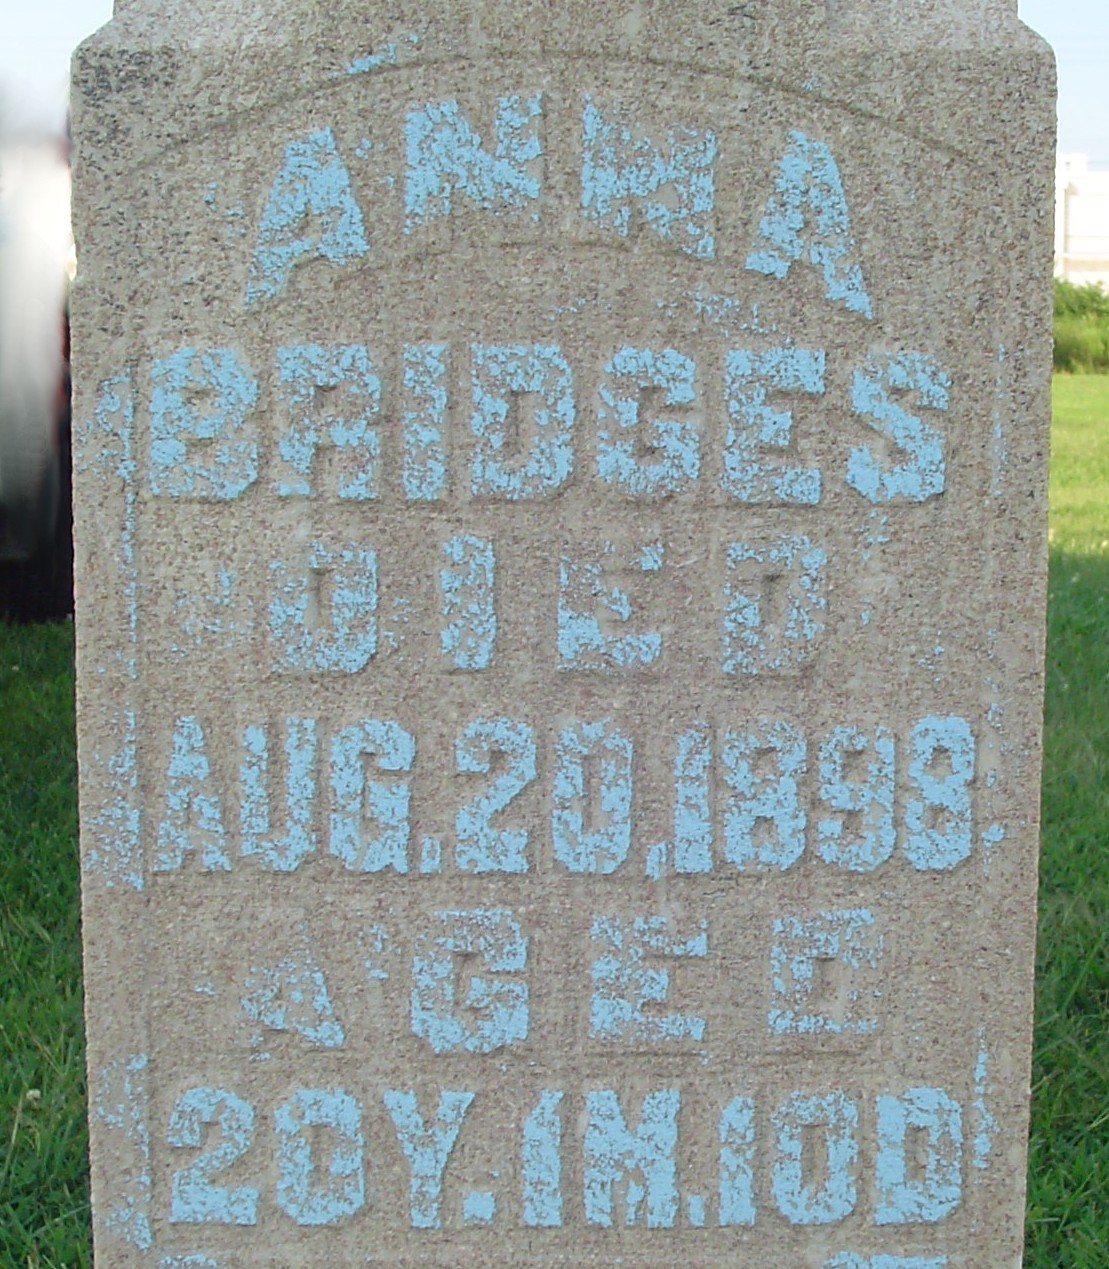 ANNA
BRIDGES
DIED
AUG. 20, 1898
AGED
20Y. 1M. 10D